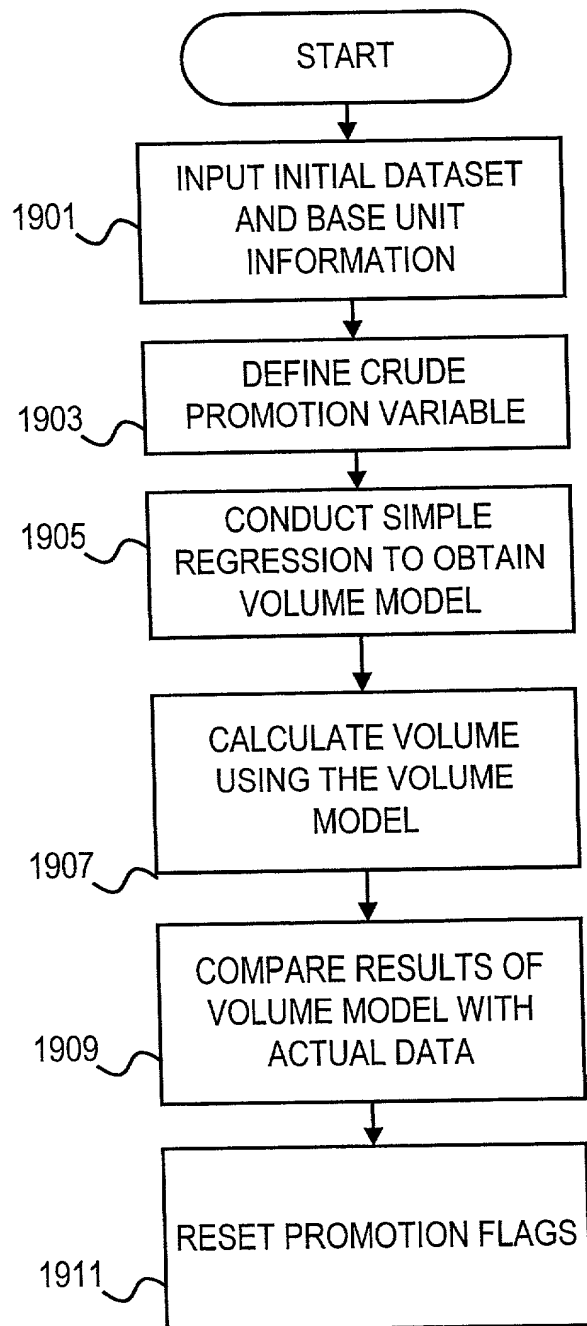 START
1901
INPUT INITIAL DATASET
AND BASE UNIT
INFORMATION
1903
DEFINE CRUDE
PROMOTION VARIABLE
1905
CONDUCT SIMPLE
REGRESSION TO OBTAIN
VOLUME MODEL
1907
CALCULATE VOLUME
USING THE VOLUME
MODEL
1909
COMPARE RESULTS OF
VOLUME MODEL WITH
ACTUAL DATA
1911
RESET PROMOTION FLAGS